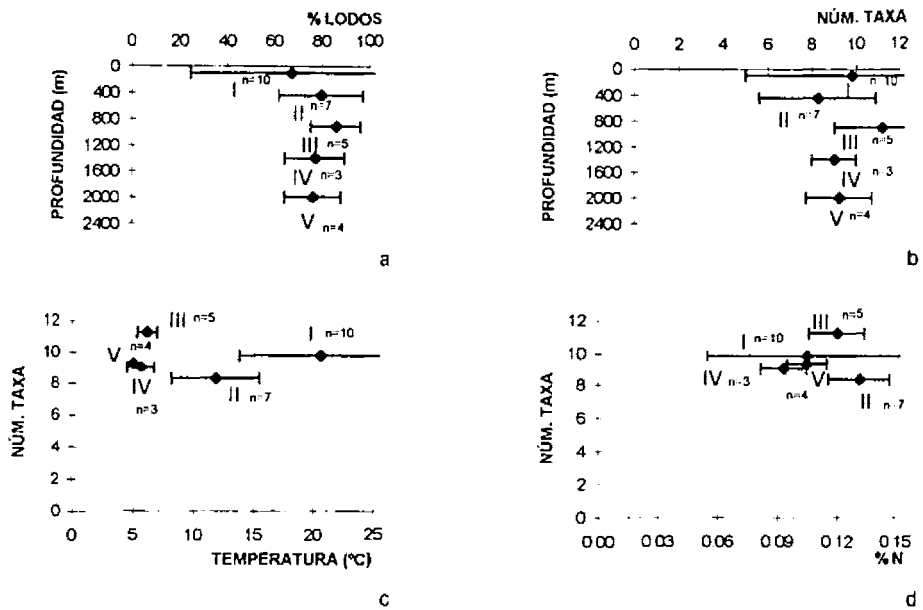 % LODOS
0 20 40 60 80 100
PROFUNDIDAD (m)
0
400
800
1200
1600
2000
2400
I n=10
II n=7
III n=5
IV n=3
V n=4
a
NÚM. TAXA
0 2 4 6 8 10 12
PROFUNDIDAD (m)
0
400
800
1200
1600
2000
2400
I n=10
II n=7
III n=5
IV n=3
V n=4
b
NÚM. TAXA
12
10
8
6
4
2
0
III n=5
I n=10
V n=4
IV n=3
II n=7
0 5 10 15 20 25
TEMPERATURA (ºC)
c
NÚM. TAXA
12
10
8
6
4
2
0
III n=5
I n=10
IV n=3
V n=4
II n=7
0.00 0.03 0.06 0.09 0.12 0.15
% N
d